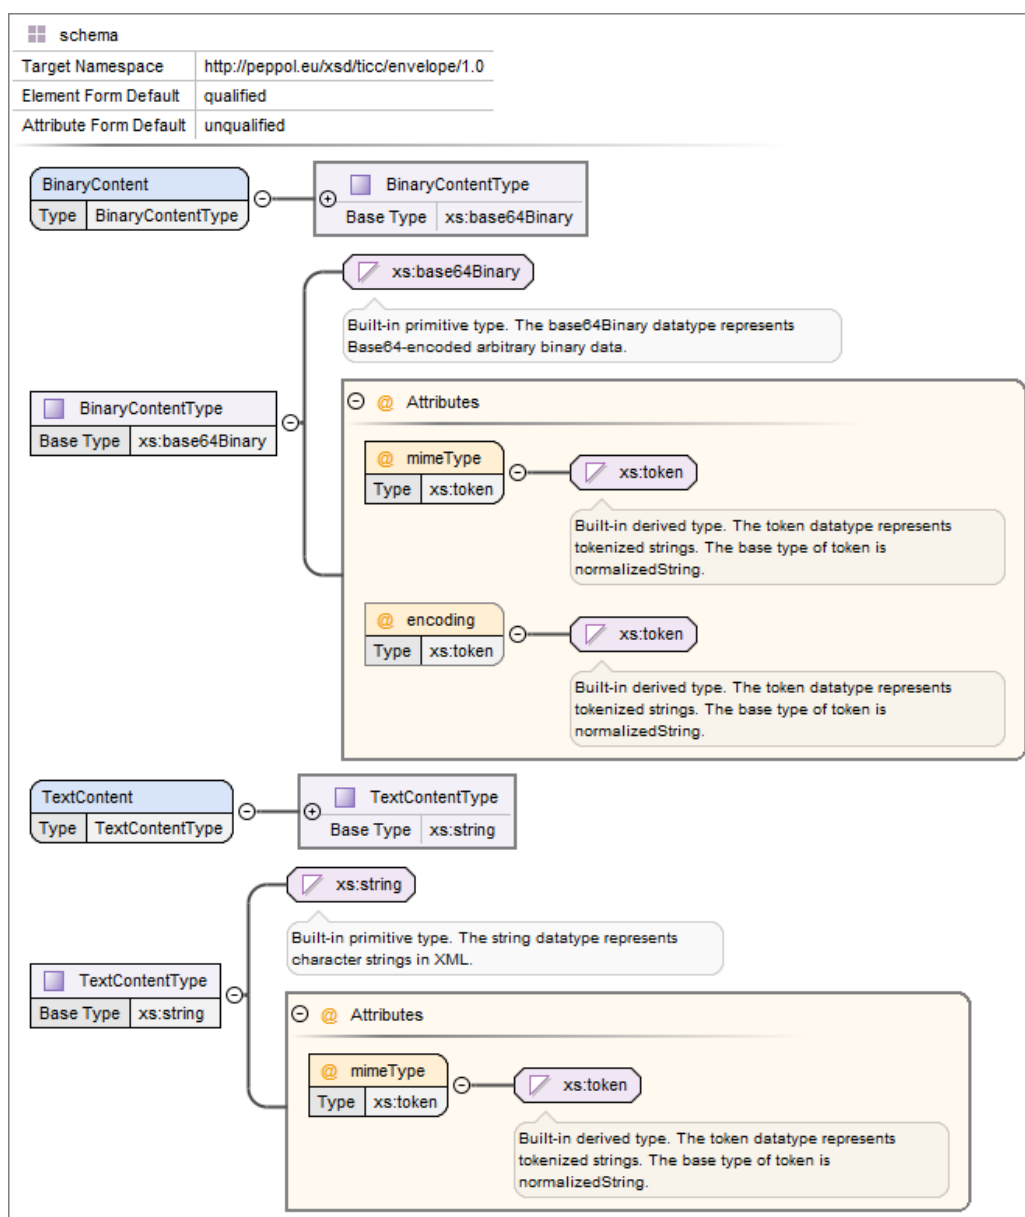 schema
Target Namespace http://peppol.eu/xsd/ticc/envelope/1.0
Element Form Default qualified
Attribute Form Default unqualified
BinaryContent
Type BinaryContentType
BinaryContentType
Base Type xs:base64Binary
xs:base64Binary
Built-in primitive type. The base64Binary datatype represents
Base64-encoded arbitrary binary data.
BinaryContentType
Base Type xs:base64Binary
@ Attributes
@ mimeType
Type xs:token
xs:token
Built-in derived type. The token datatype represents
tokenized strings. The base type of token is
normalizedString.
@ encoding
Type xs:token
xs:token
Built-in derived type. The token datatype represents
tokenized strings. The base type of token is
normalizedString.
TextContent
Type TextContentType
TextContentType
Base Type xs:string
xs:string
Built-in primitive type. The string datatype represents
character strings in XML.
TextContentType
Base Type xs:string
@ Attributes
@ mimeType
Type xs:token
xs:token
Built-in derived type. The token datatype represents
tokenized strings. The base type of token is
normalizedString.